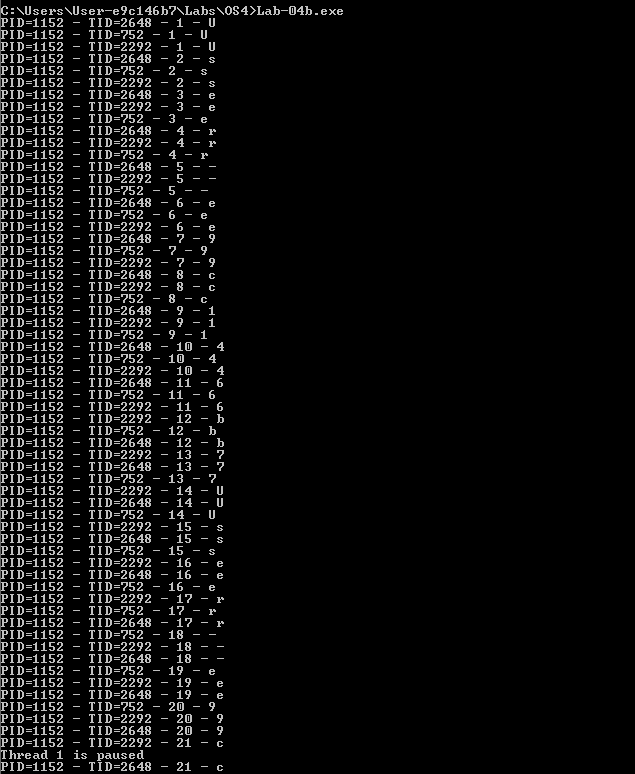 C:\Users\User-e9c146b7\Labs\OS4>Lab-04b.exe
PID=1152 - TID=2648 - 1 - U
PID=1152 - TID=752 - 1 - U
PID=1152 - TID=2292 - 1 - U
PID=1152 - TID=2648 - 2 - s
PID=1152 - TID=752 - 2 - s
PID=1152 - TID=2292 - 2 - s
PID=1152 - TID=2648 - 3 - e
PID=1152 - TID=2292 - 3 - e
PID=1152 - TID=752 - 3 - e
PID=1152 - TID=2648 - 4 - r
PID=1152 - TID=2292 - 4 - r
PID=1152 - TID=752 - 4 - r
PID=1152 - TID=2648 - 5 - -
PID=1152 - TID=2292 - 5 - -
PID=1152 - TID=752 - 5 - -
PID=1152 - TID=2648 - 6 - e
PID=1152 - TID=752 - 6 - e
PID=1152 - TID=2292 - 6 - e
PID=1152 - TID=2648 - 7 - 9
PID=1152 - TID=752 - 7 - 9
PID=1152 - TID=2292 - 7 - 9
PID=1152 - TID=2648 - 8 - c
PID=1152 - TID=2292 - 8 - c
PID=1152 - TID=752 - 8 - c
PID=1152 - TID=2648 - 9 - 1
PID=1152 - TID=2292 - 9 - 1
PID=1152 - TID=752 - 9 - 1
PID=1152 - TID=2648 - 10 - 4
PID=1152 - TID=752 - 10 - 4
PID=1152 - TID=2292 - 10 - 4
PID=1152 - TID=2648 - 11 - 6
PID=1152 - TID=752 - 11 - 6
PID=1152 - TID=2292 - 11 - 6
PID=1152 - TID=2292 - 12 - b
PID=1152 - TID=752 - 12 - b
PID=1152 - TID=2648 - 12 - b
PID=1152 - TID=2292 - 13 - 7
PID=1152 - TID=2648 - 13 - 7
PID=1152 - TID=752 - 13 - 7
PID=1152 - TID=2292 - 14 - U
PID=1152 - TID=2648 - 14 - U
PID=1152 - TID=752 - 14 - U
PID=1152 - TID=2292 - 15 - s
PID=1152 - TID=2648 - 15 - s
PID=1152 - TID=752 - 15 - s
PID=1152 - TID=2292 - 16 - e
PID=1152 - TID=2648 - 16 - e
PID=1152 - TID=752 - 16 - e
PID=1152 - TID=2292 - 17 - r
PID=1152 - TID=752 - 17 - r
PID=1152 - TID=2648 - 17 - r
PID=1152 - TID=752 - 18 - -
PID=1152 - TID=2292 - 18 - -
PID=1152 - TID=2648 - 18 - -
PID=1152 - TID=752 - 19 - e
PID=1152 - TID=2292 - 19 - e
PID=1152 - TID=2648 - 19 - e
PID=1152 - TID=752 - 20 - 9
PID=1152 - TID=2292 - 20 - 9
PID=1152 - TID=2648 - 20 - 9
PID=1152 - TID=2292 - 21 - c
Thread 1 is paused
PID=1152 - TID=2648 - 21 - c